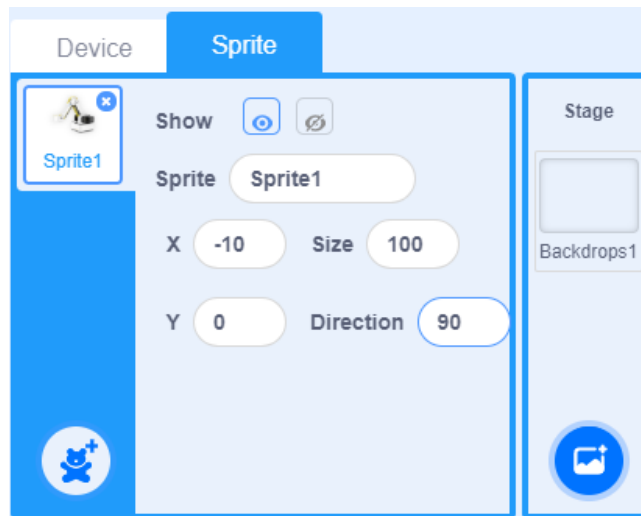 Device
Sprite
Sprite1
Show
Sprite Sprite1
X -10 Size 100
Y 0 Direction 90
Stage
Backdrops1